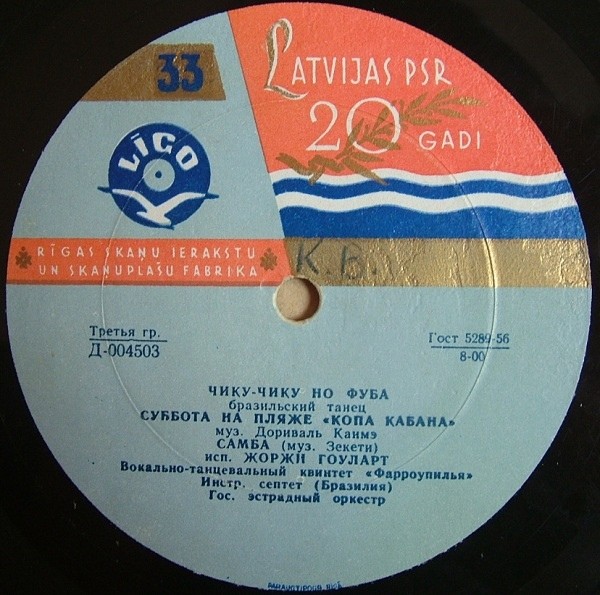 33
LATVIJAS PSR
20 GADI
LĪGO
RĪGAS SKAŅU IERAKSTU
UN SKAŅUPLAŠU FABRIKA
К.В.
Третья гр.
Д-004503
Гост 5289-56
8-00
ЧИКУ-ЧИКУ НО ФУБА
бразильский танец
СУББОТА НА ПЛЯЖЕ «КОПА КАБАНА»
муз. Дориваль Каимэ
САМБА (муз. Зекети)
исп. ЖОРЖИ ГОУЛАРТ
Вокально-танцевальный квинтет «Фарроупилья»
Инстр. септет (Бразилия)
Гос. эстрадный оркестр